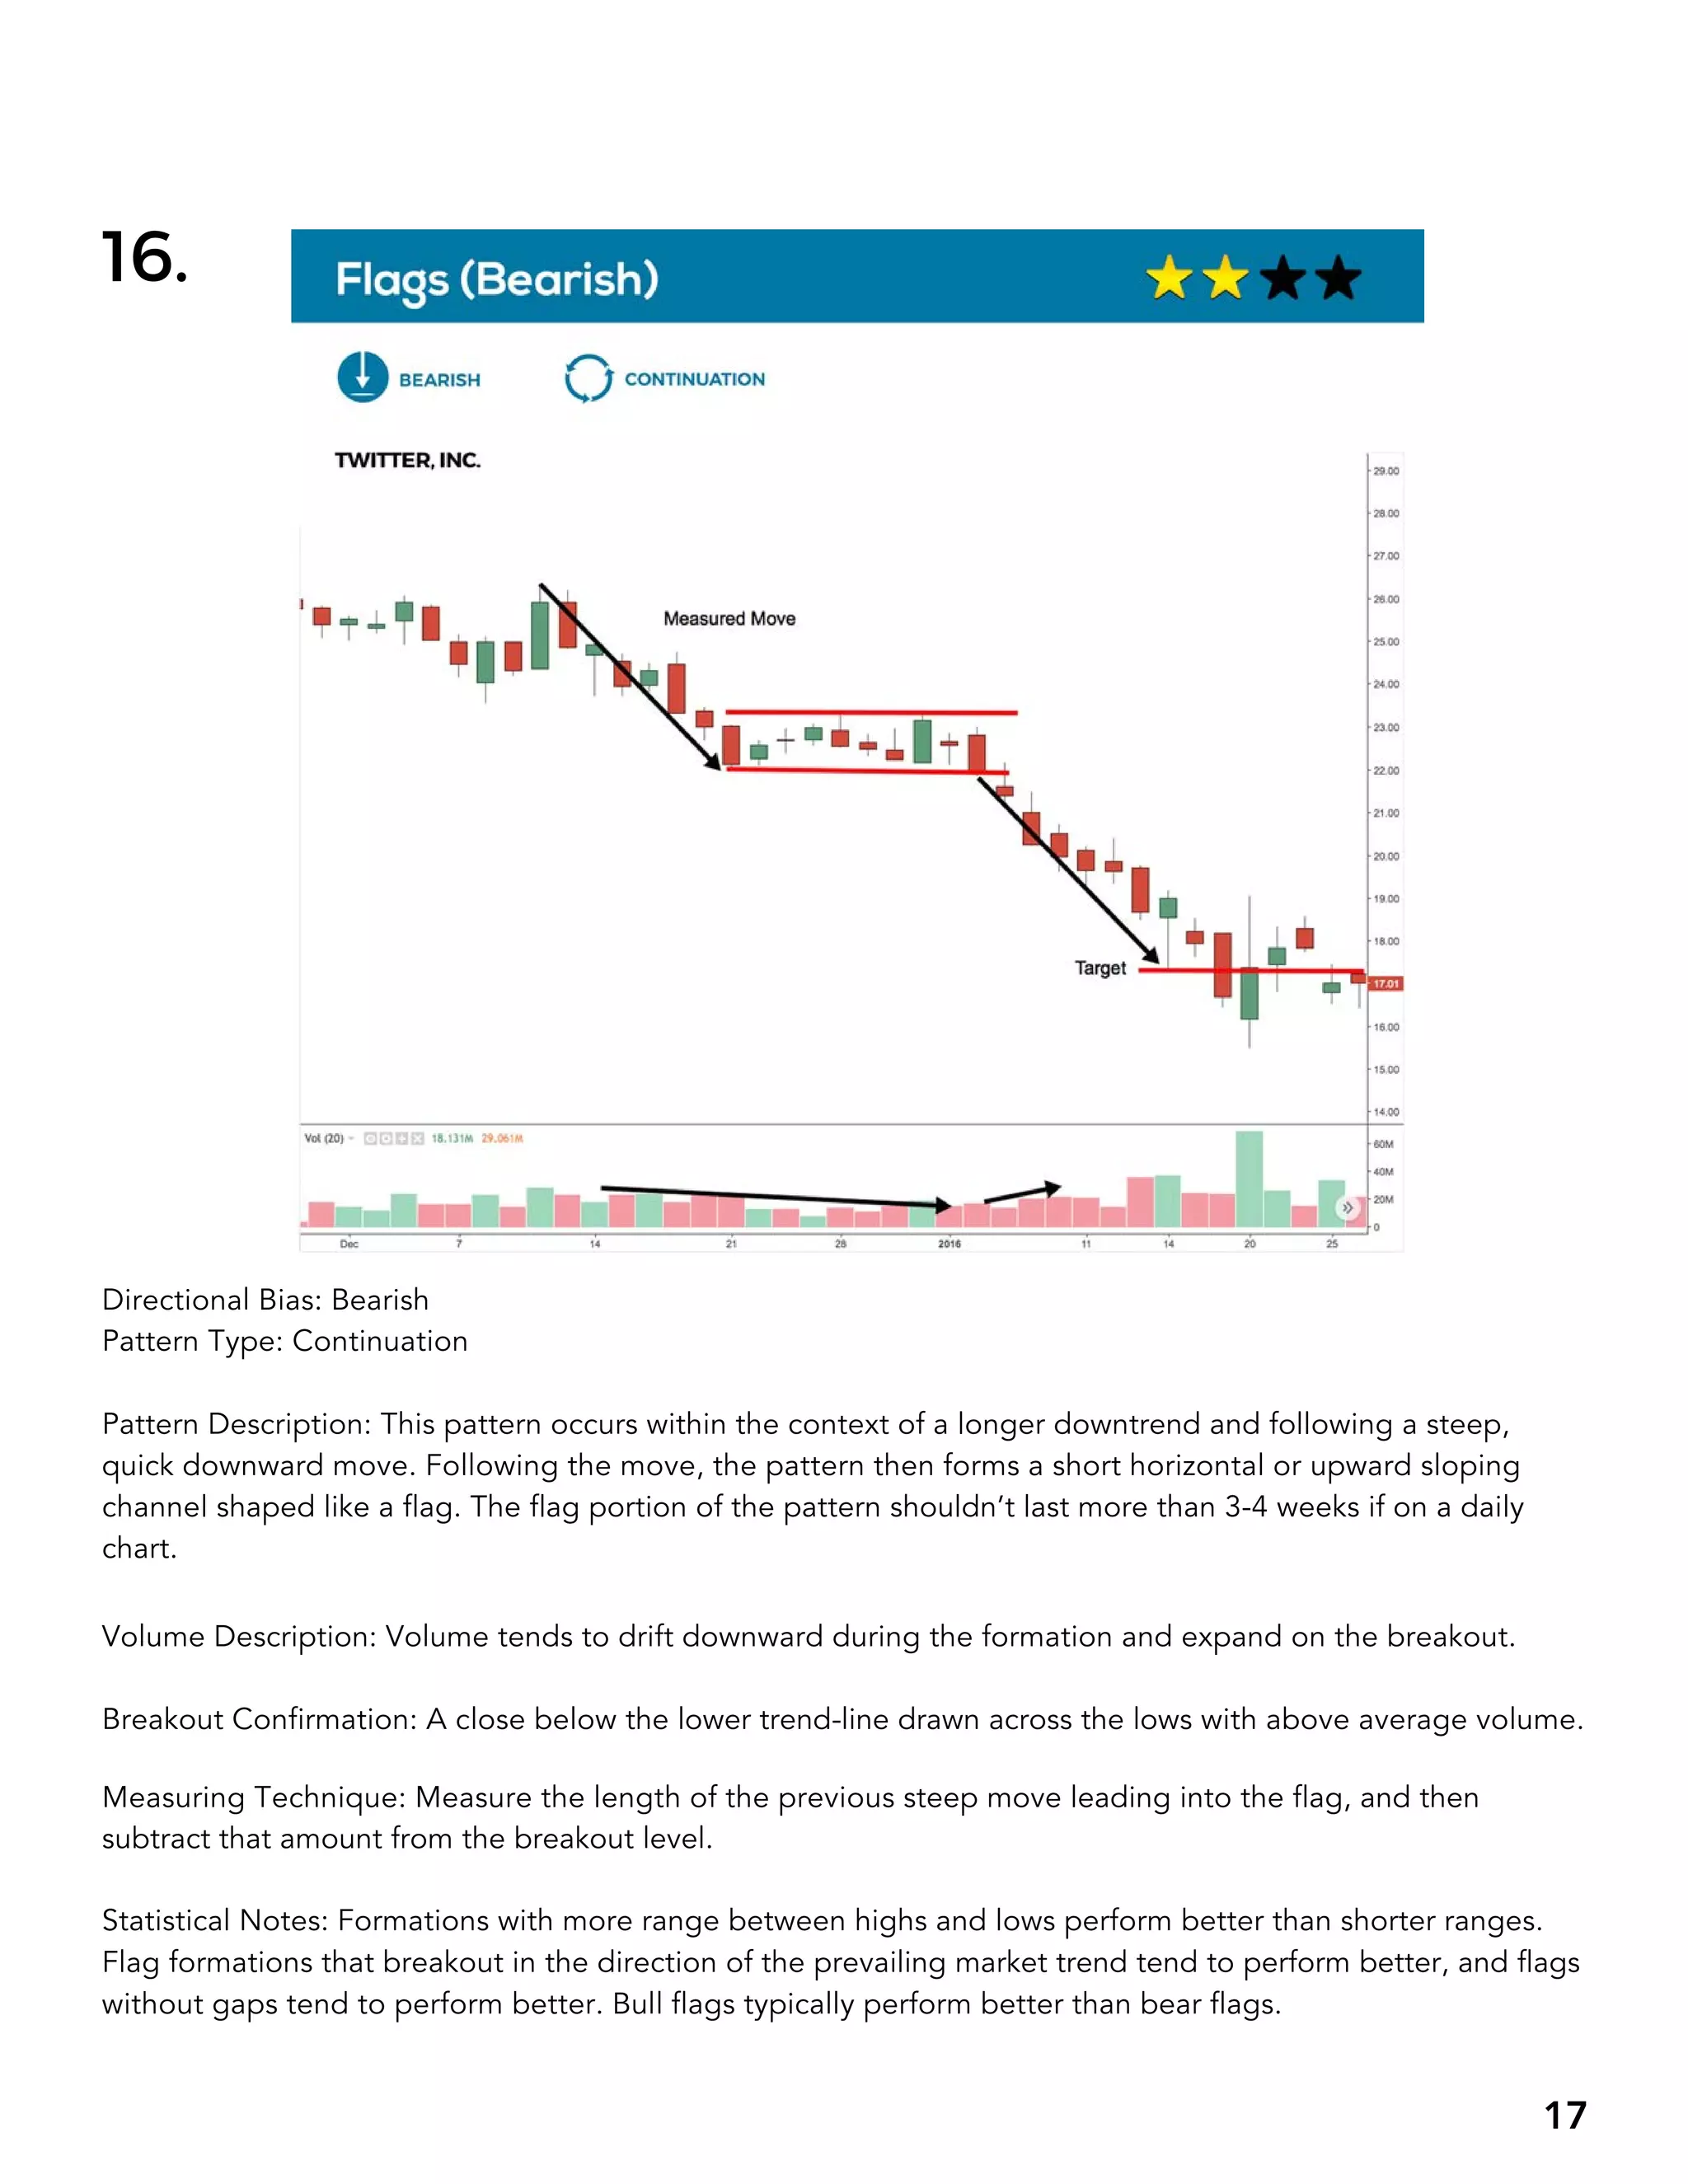 16.
Flags (Bearish)
BEARISH
CONTINUATION
TWITTER, INC.
29.00
28.00
27.00
26.00
Measured Move
25.00
24.00
23.00
22.00
21.00
20.00
19.00
18.00
Target
17.01
16.00
15.00
14.00
Vol (20)
18.131M 29.061M
60M
40M
20M
0
Dec 7 14 21 28 2016 11 14 20 25
Directional Bias: Bearish
Pattern Type: Continuation
Pattern Description: This pattern occurs within the context of a longer downtrend and following a steep,
quick downward move. Following the move, the pattern then forms a short horizontal or upward sloping
channel shaped like a flag. The flag portion of the pattern shouldn’t last more than 3-4 weeks if on a daily
chart.
Volume Description: Volume tends to drift downward during the formation and expand on the breakout.
Breakout Confirmation: A close below the lower trend-line drawn across the lows with above average volume.
Measuring Technique: Measure the length of the previous steep move leading into the flag, and then
subtract that amount from the breakout level.
Statistical Notes: Formations with more range between highs and lows perform better than shorter ranges.
Flag formations that breakout in the direction of the prevailing market trend tend to perform better, and flags
without gaps tend to perform better. Bull flags typically perform better than bear flags.
17